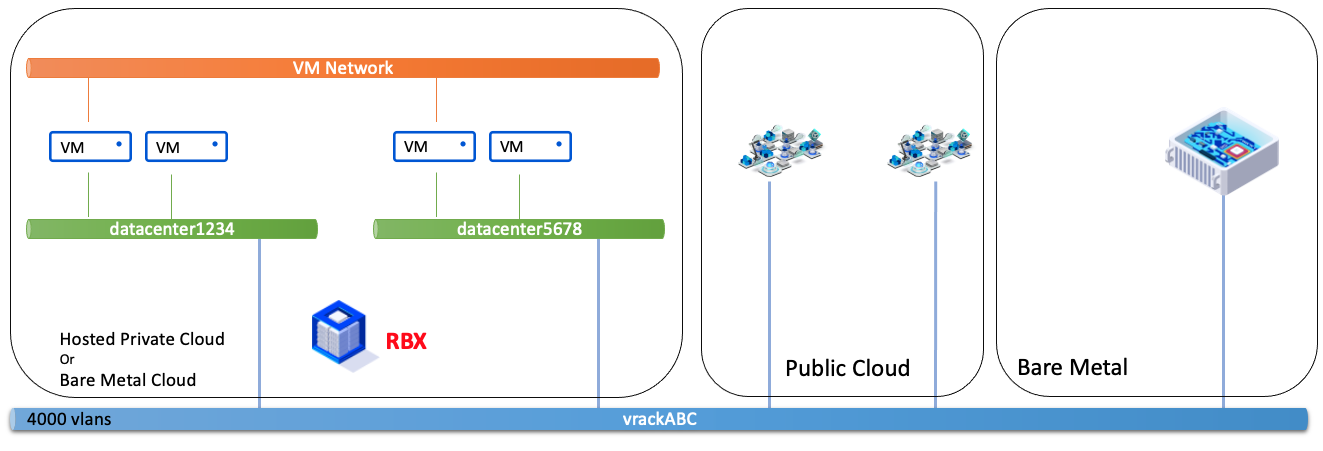 VM Network
VM
VM
VM
VM
datacenter1234
datacenter5678
Hosted Private Cloud
Or
Bare Metal Cloud
RBX
Public Cloud
Bare Metal
4000 vlans
vrackABC